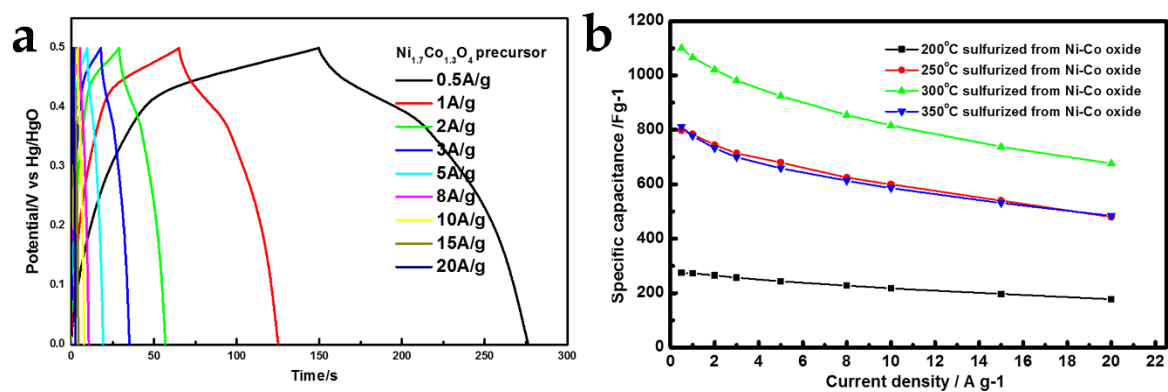 a
Ni1.7Co1.3O4 precursor
0.5A/g
1A/g
2A/g
3A/g
5A/g
8A/g
10A/g
15A/g
20A/g
Potential/V vs Hg/HgO
0.5
0.4
0.3
0.2
0.1
0.0
0 50 100 150 200 250 300
Time/s
b
200°C sulfurized from Ni-Co oxide
250°C sulfurized from Ni-Co oxide
300°C sulfurized from Ni-Co oxide
350°C sulfurized from Ni-Co oxide
Specific capacitance /Fg-1
1200
1000
800
600
400
200
0
0 2 4 6 8 10 12 14 16 18 20 22
Current density / A g-1